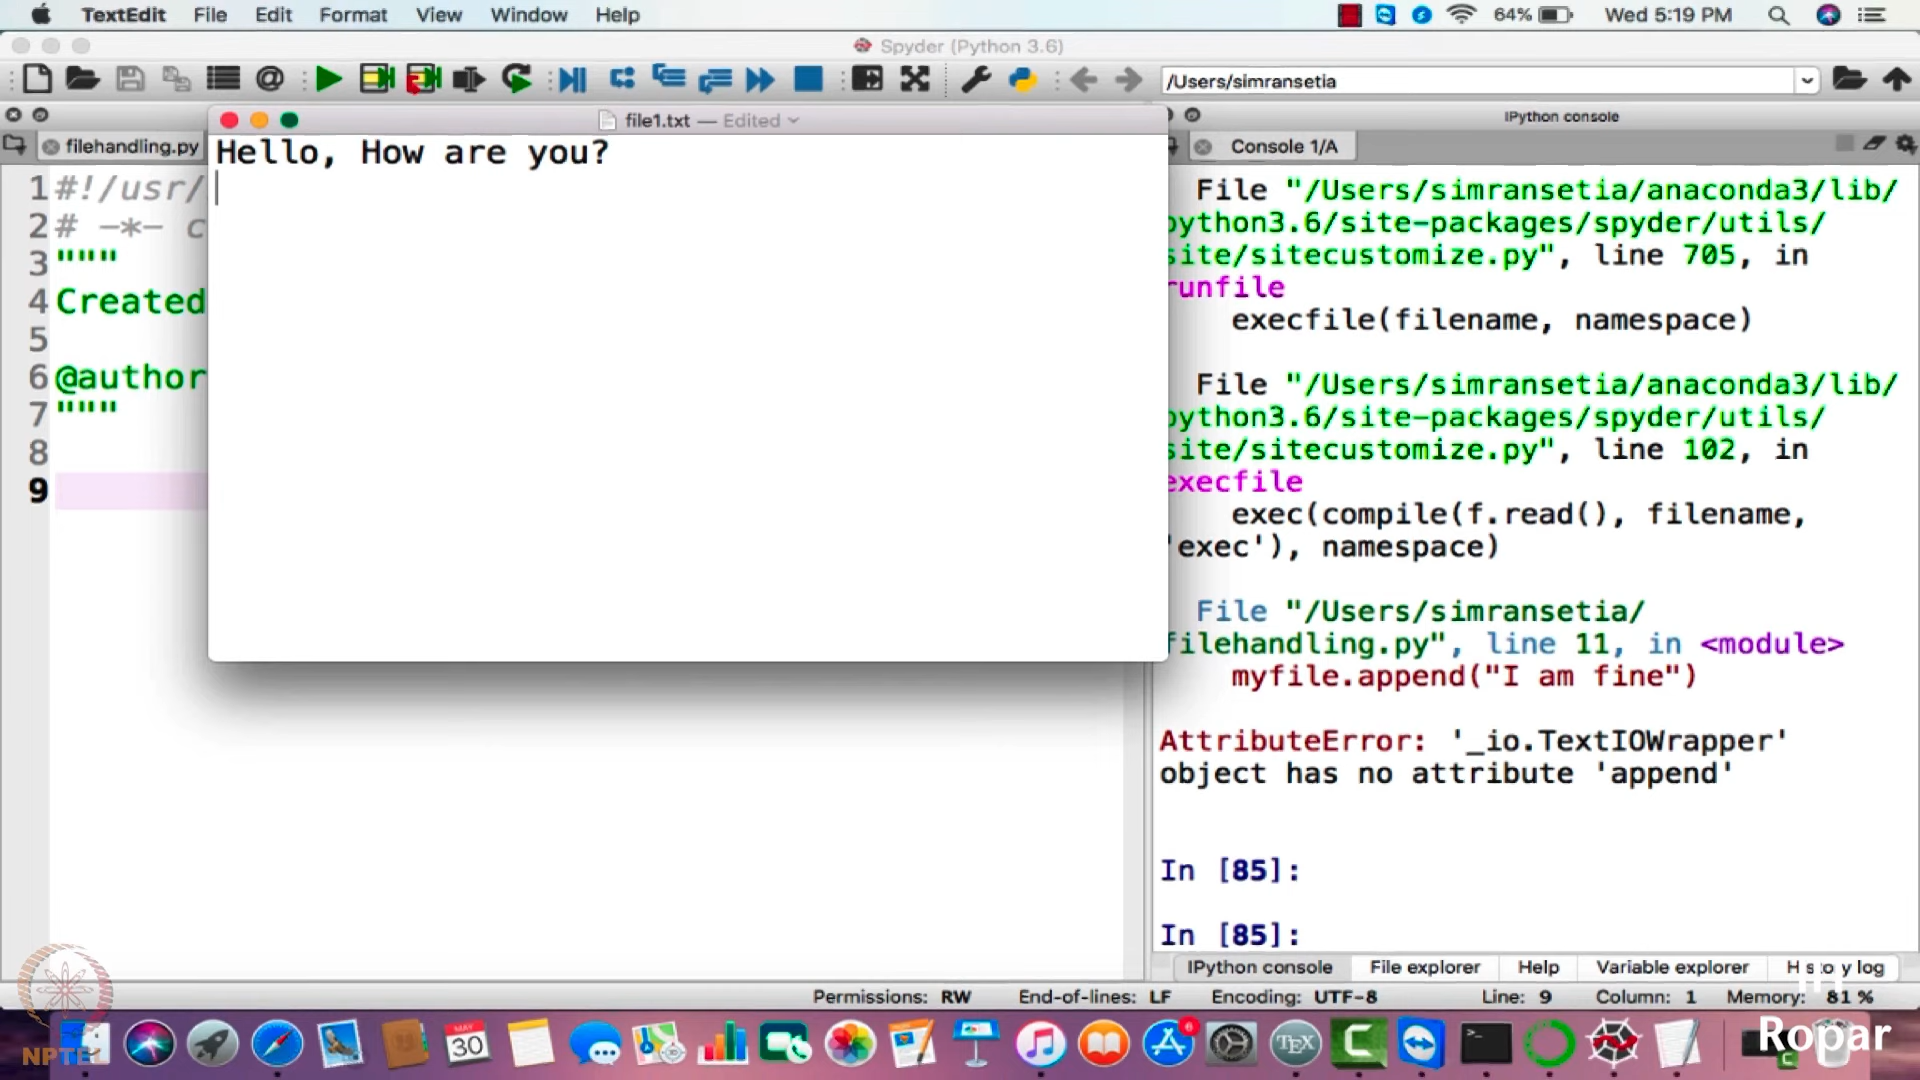 TextEdit File Edit Format View Window Help 64% Wed 5:19 PM
Spyder (Python 3.6)
/Users/simransetia
file1.txt — Edited
IPython console
filehandling.py
Console 1/A
Hello, How are you?
1 #!/usr/
2 # -*- c
3 """
4 Created
5
6 @author
7 """
8
9
File "/Users/simransetia/anaconda3/lib/
python3.6/site-packages/spyder/utils/
site/sitecustomize.py", line 705, in
runfile
execfile(filename, namespace)
File "/Users/simransetia/anaconda3/lib/
python3.6/site-packages/spyder/utils/
site/sitecustomize.py", line 102, in
execfile
exec(compile(f.read(), filename,
'exec'), namespace)
File "/Users/simransetia/
filehandling.py", line 11, in <module>
myfile.append("I am fine")
AttributeError: '_io.TextIOWrapper'
object has no attribute 'append'
In [85]:
In [85]:
IPython console File explorer Help Variable explorer History log
Permissions: RW End-of-lines: LF Encoding: UTF-8 Line: 9 Column: 1 Memory: 81 %
MAY
30
6
TEX
NPTEL
Ropar